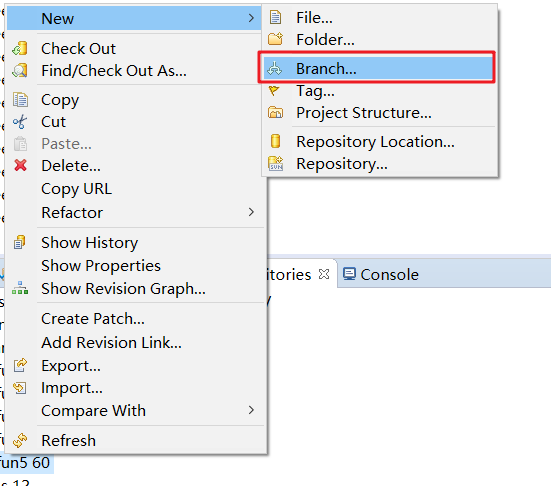 New
Check Out
Find/Check Out As...
Copy
Cut
Paste...
Delete...
Copy URL
Refactor
Show History
Show Properties
Show Revision Graph...
Create Patch...
Add Revision Link...
Export...
Import...
Compare With
Refresh
File...
Folder...
Branch...
Tag...
Project Structure...
Repository Location...
Repository...
itories
Console
fun5 60
s 12